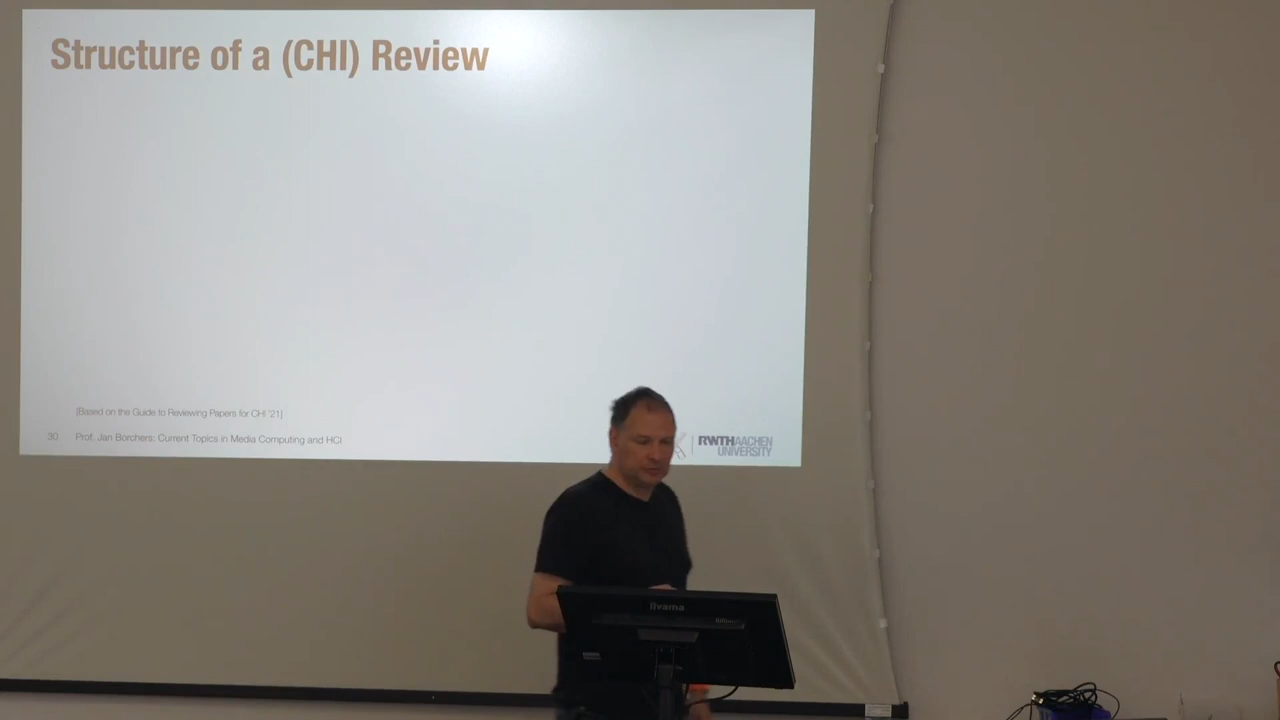 Structure of a (CHI) Review
[Based on the Guide to Reviewing Papers for CHI '21]
30 Prof. Jan Borchers: Current Topics in Media Computing and HCI
RWTH AACHEN
UNIVERSITY
iiyama